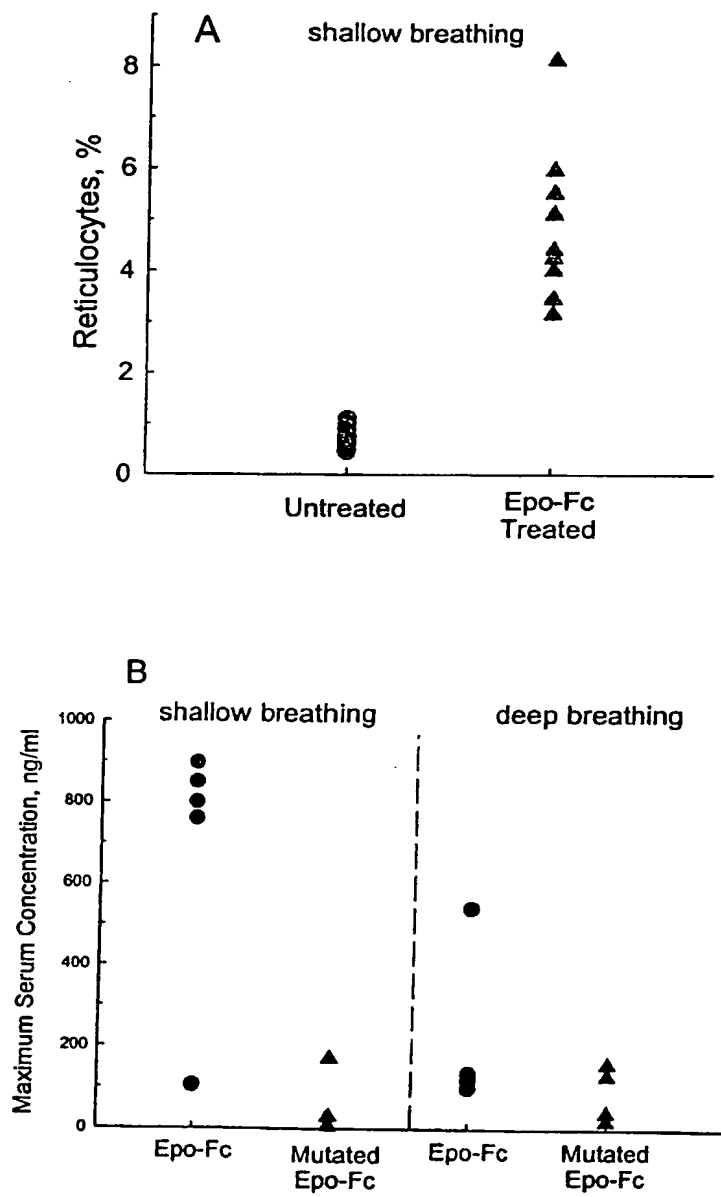 A
shallow breathing
Reticulocytes, %
8
6
4
2
0
Untreated
Epo-Fc
Treated
B
shallow breathing
deep breathing
Maximum Serum Concentration, ng/ml
1000
800
600
400
200
0
Epo-Fc
Mutated
Epo-Fc
Epo-Fc
Mutated
Epo-Fc